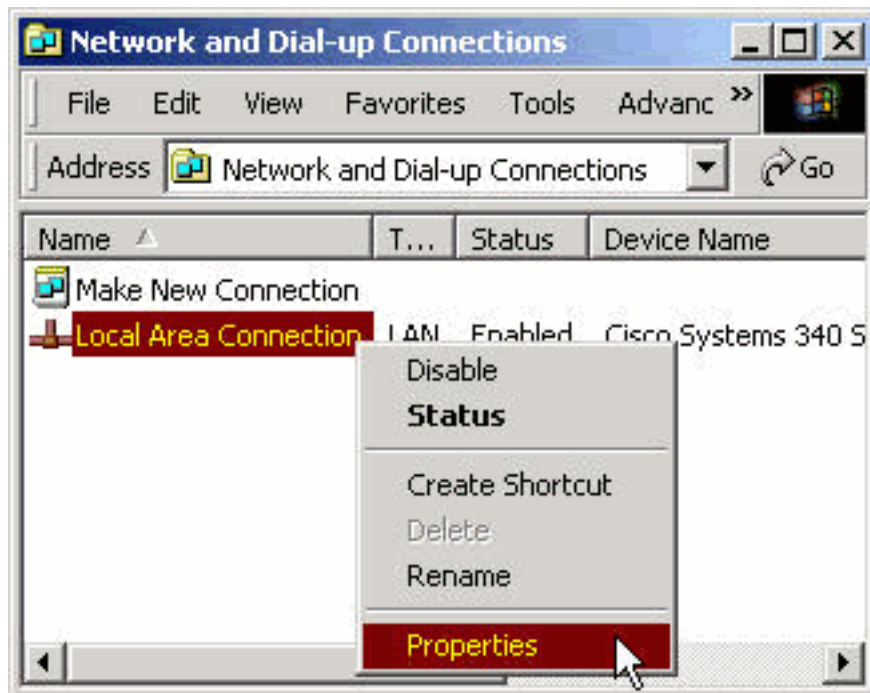 Network and Dial-up Connections
File Edit View Favorites Tools Advanc »
Address Network and Dial-up Connections Go
Name T... Status Device Name
Make New Connection
Local Area Connection LAN Enabled Cisco Systems 340 S
Disable
Status
Create Shortcut
Delete
Rename
Properties